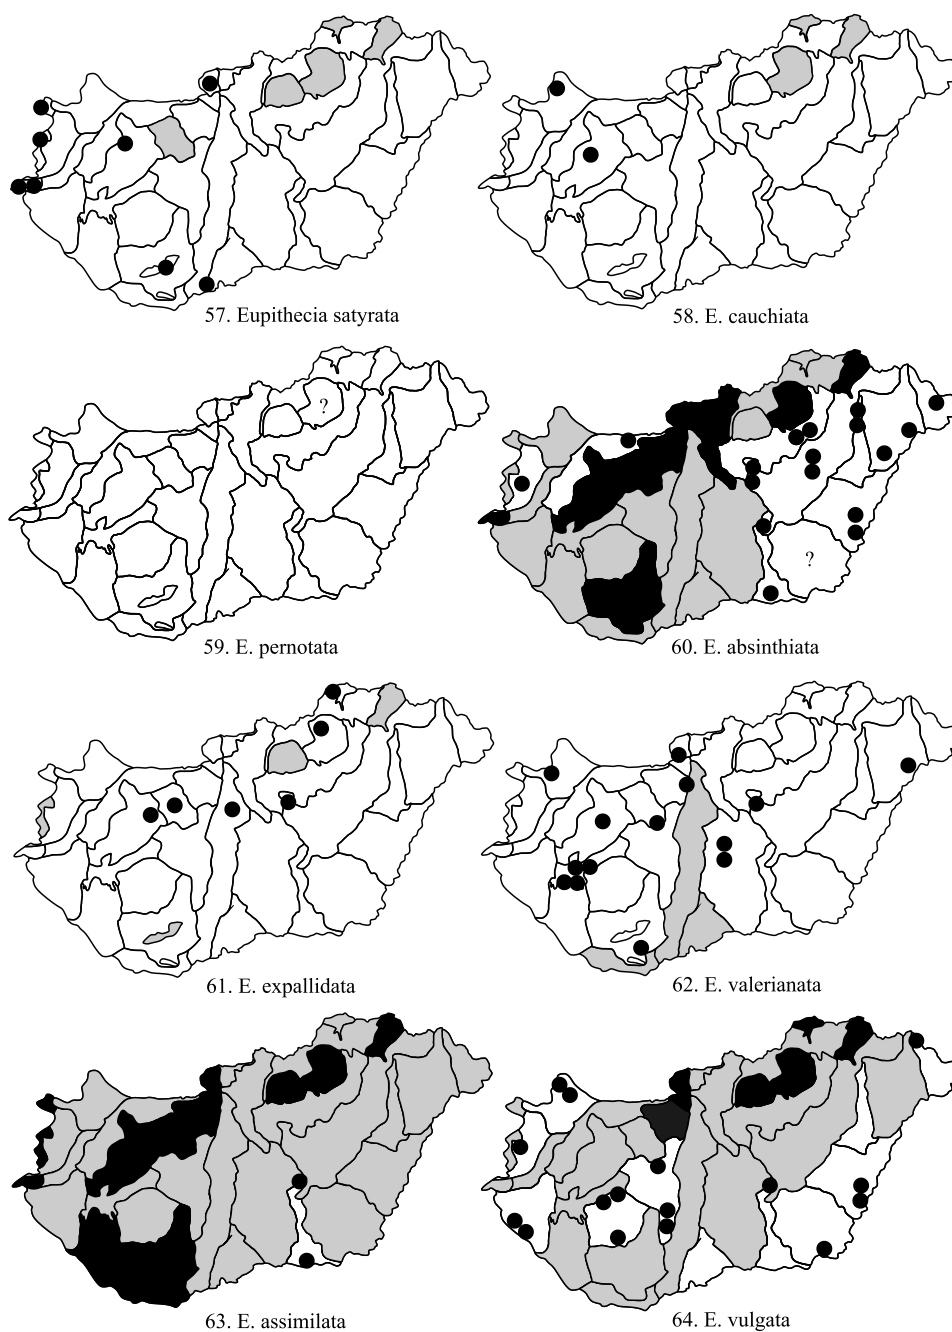 57. Eupithecia satyrata
58. E. cauchiata
?
59. E. pernotata
?
60. E. absinthiata
61. E. expallidata
62. E. valerianata
63. E. assimilata
64. E. vulgata